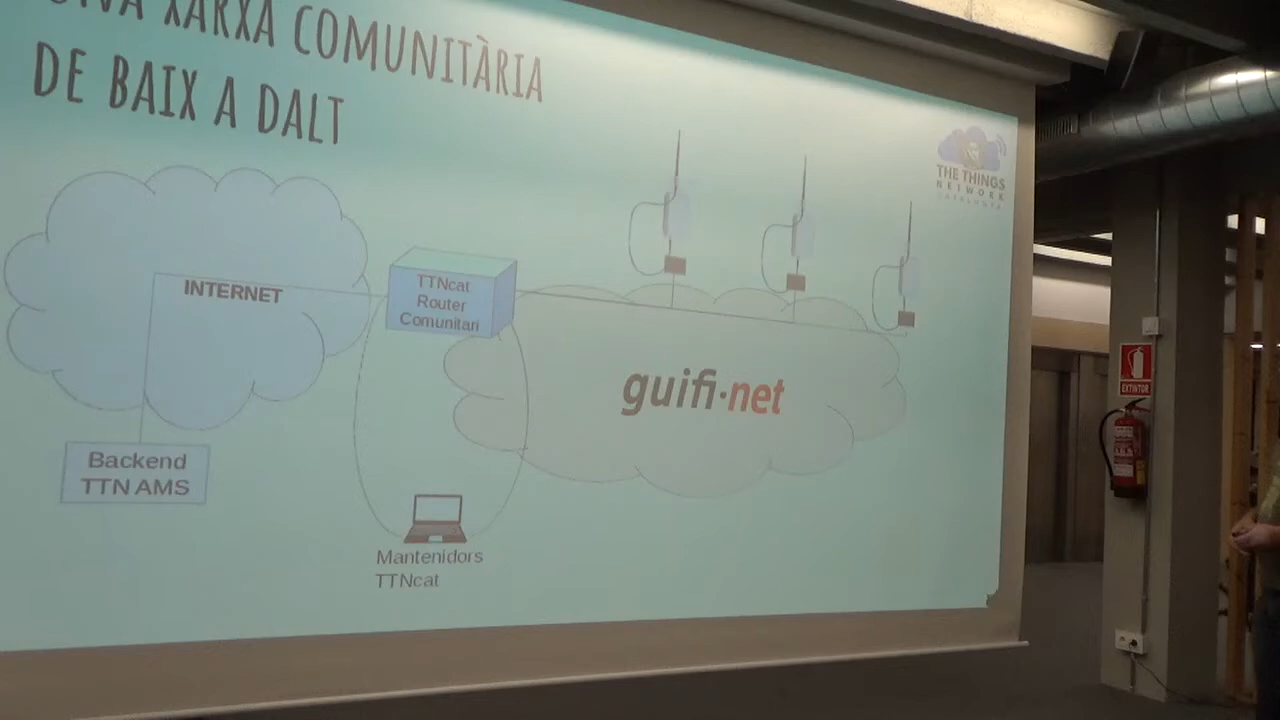 XARXA COMUNITÀRIA
DE BAIX A DALT
THE THINGS
NETWORK
CATALUNYA
INTERNET
TTNcat
Router
Comunitari
guifi·net
Backend
TTN AMS
Mantenidors
TTNcat
EXTINTOR